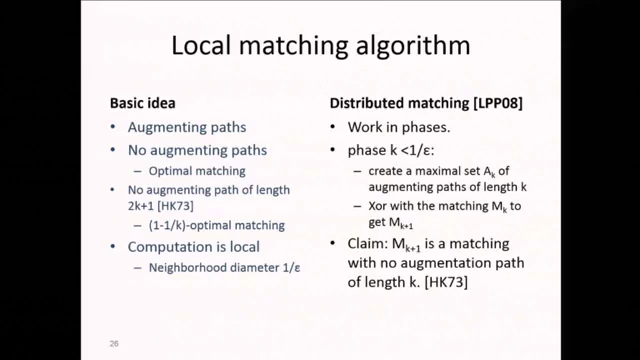 Local matching algorithm
Basic idea
• Augmenting paths
• No augmenting paths
– Optimal matching
• No augmenting path of length
2k+1 [HK73]
– (1-1/k)-optimal matching
• Computation is local
– Neighborhood diameter 1/ε
Distributed matching [LPP08]
• Work in phases.
• phase k <1/ε:
– create a maximal set Ak of
augmenting paths of length k
– Xor with the matching Mk to
get Mk+1
• Claim: Mk+1 is a matching
with no augmentation path
of length k. [HK73]
26